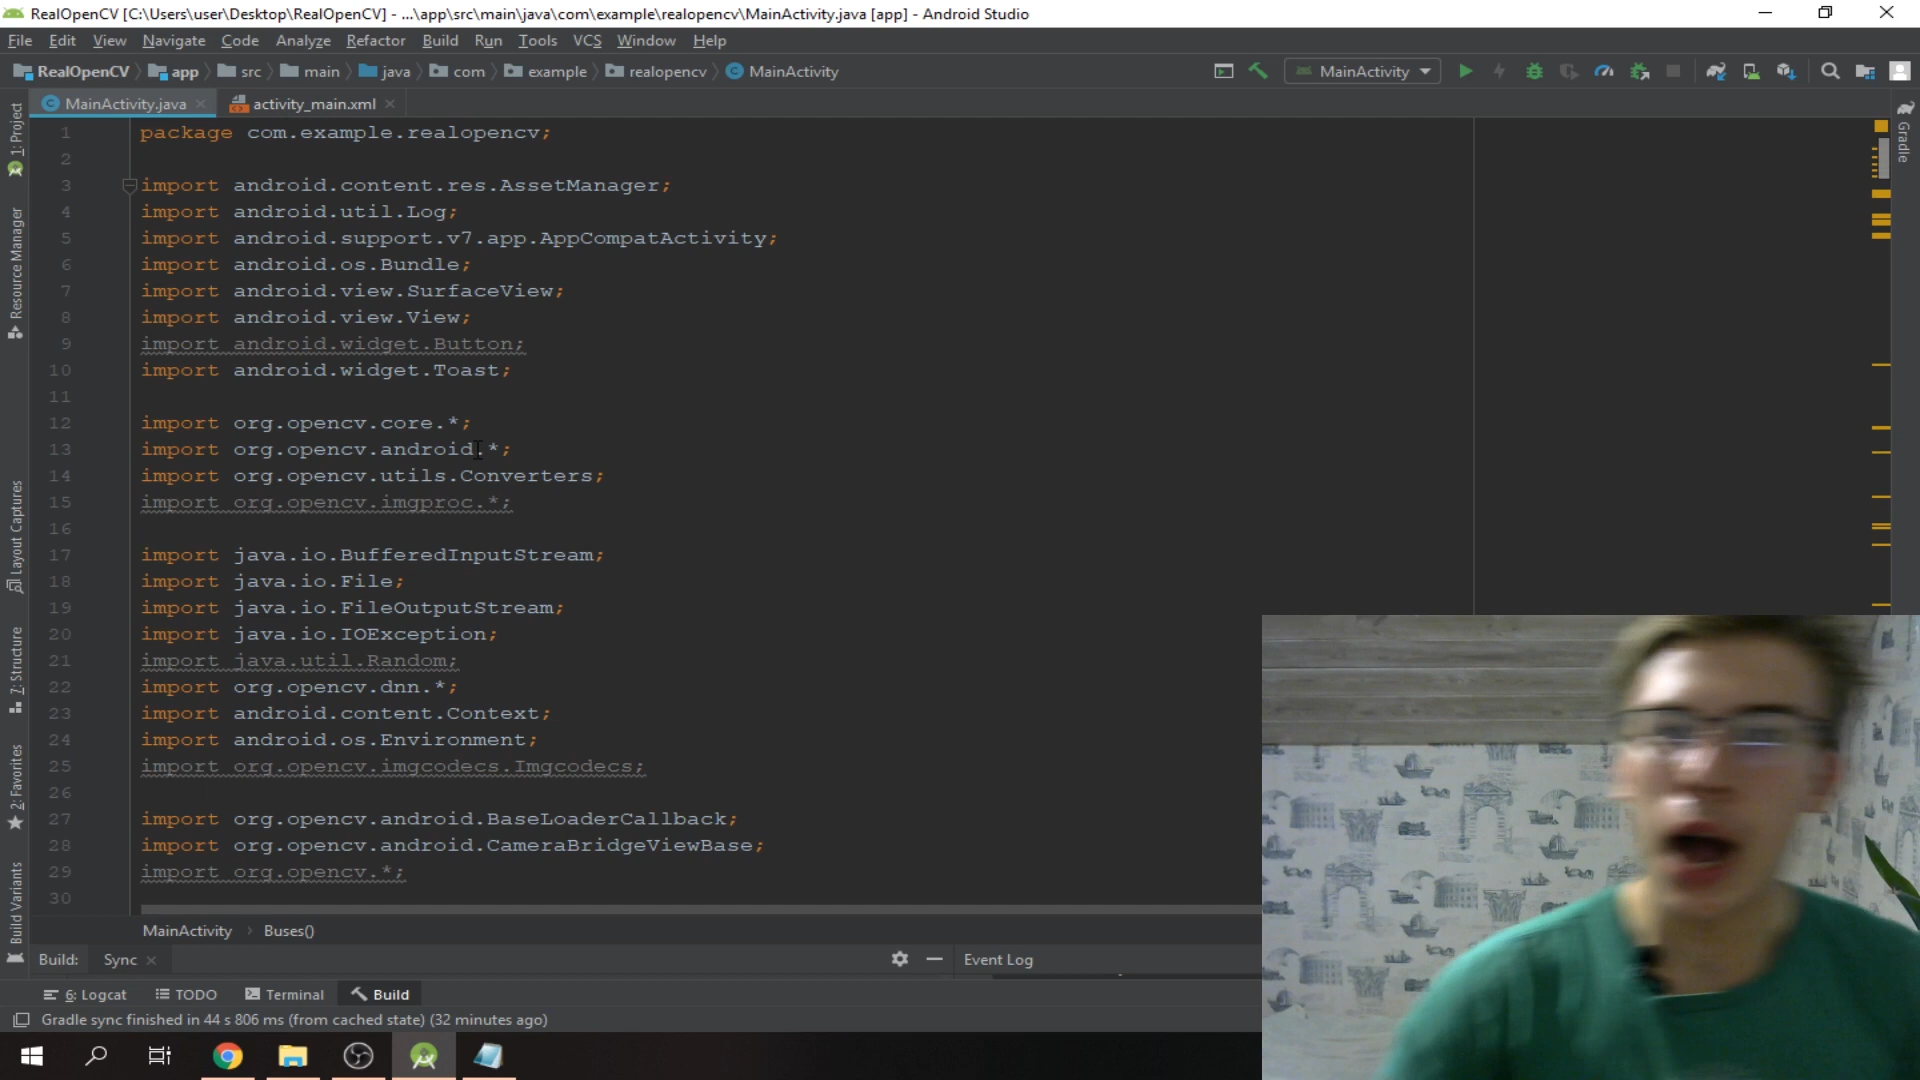 RealOpenCV [C:\Users\user\Desktop\RealOpenCV] - ...\app\src\main\java\com\example\realopencv\MainActivity.java [app] - Android Studio
File Edit View Navigate Code Analyze Refactor Build Run Tools VCS Window Help
RealOpenCV app src main java com example realopencv MainActivity MainActivity
MainActivity.java activity_main.xml
1 package com.example.realopencv;
2
3 import android.content.res.AssetManager;
4 import android.util.Log;
5 import android.support.v7.app.AppCompatActivity;
6 import android.os.Bundle;
7 import android.view.SurfaceView;
8 import android.view.View;
9 import android.widget.Button;
10 import android.widget.Toast;
11
12 import org.opencv.core.*;
13 import org.opencv.android.*;
14 import org.opencv.utils.Converters;
15 import org.opencv.imgproc.*;
16
17 import java.io.BufferedInputStream;
18 import java.io.File;
19 import java.io.FileOutputStream;
20 import java.io.IOException;
21 import java.util.Random;
22 import org.opencv.dnn.*;
23 import android.content.Context;
24 import android.os.Environment;
25 import org.opencv.imgcodecs.Imgcodecs;
26
27 import org.opencv.android.BaseLoaderCallback;
28 import org.opencv.android.CameraBridgeViewBase;
29 import org.opencv.*;
30
1: Project
Resource Manager
Layout Captures
7: Structure
2: Favorites
Build Variants
Gradle
MainActivity Buses()
Build: Sync Event Log
6: Logcat TODO Terminal Build
Gradle sync finished in 44 s 806 ms (from cached state) (32 minutes ago)